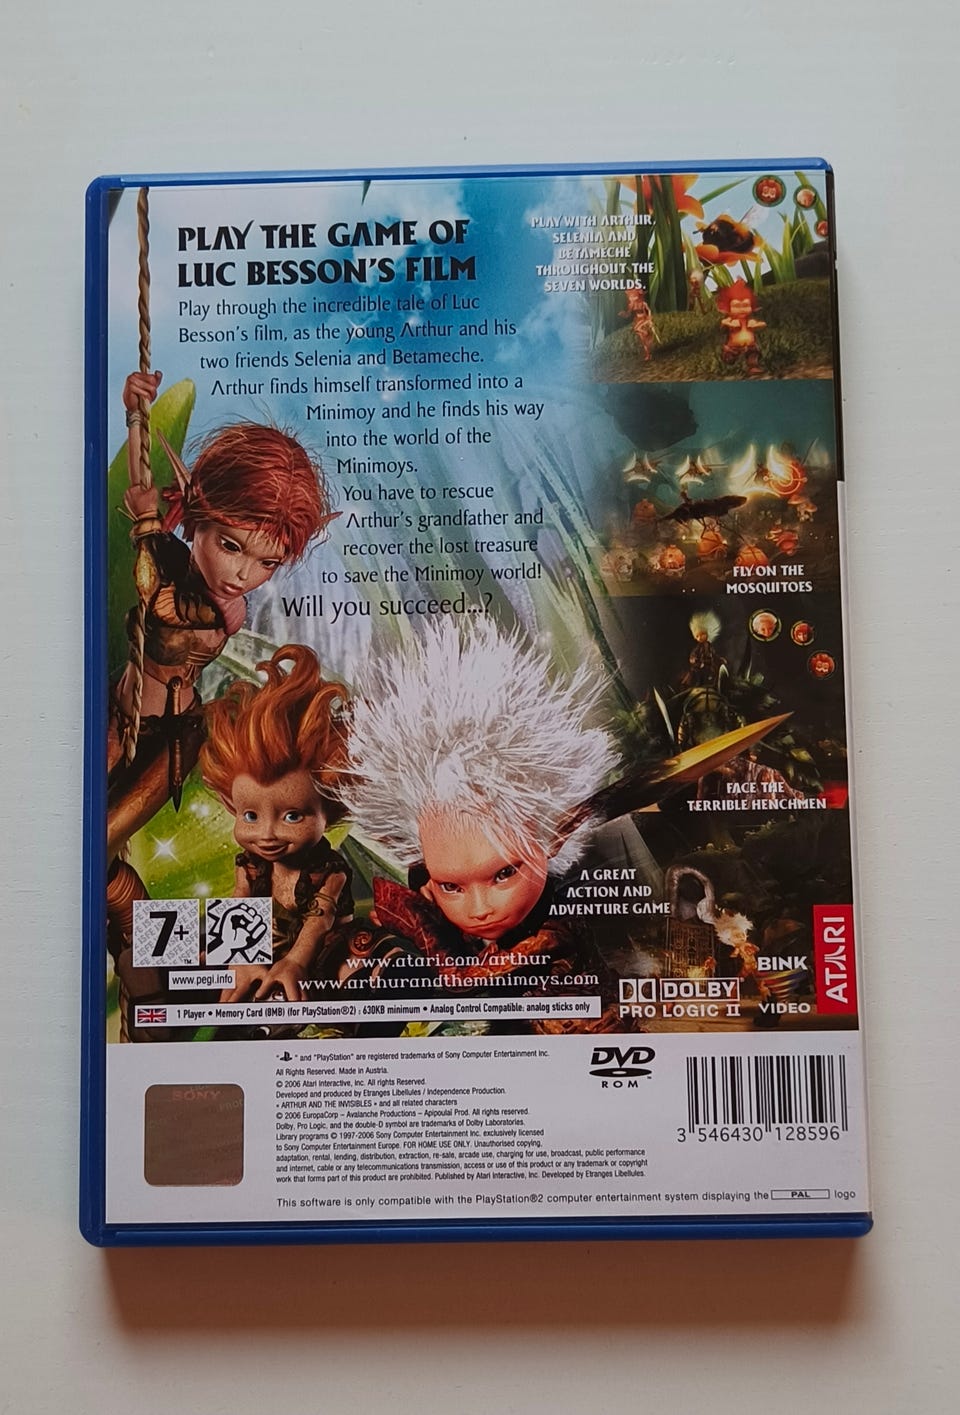 PLAY THE GAME OF
LUC BESSON'S FILM
Play through the incredible tale of Luc
Besson's film, as the young Arthur and his
two friends Selenia and Betameche.
Arthur finds himself transformed into a
Minimoy and he finds his way
into the world of the
Minimoys.
You have to rescue
Arthur's grandfather and
recover the lost treasure
to save the Minimoy world!
Will you succeed...?
PLAY WITH ARTHUR,
SELENIA AND
BETAMECHE
THROUGHOUT THE
SEVEN WORLDS.
FLY ON THE
MOSQUITOES
FACE THE
TERRIBLE HENCHMEN
A GREAT
ACTION AND
ADVENTURE GAME
7+
www.pegi.info
www.atari.com/arthur
www.arthurandtheminimoys.com
1 Player • Memory Card (8MB) (for PlayStation®2) : 630KB minimum • Analog Control Compatible: analog sticks only
DOLBY
PRO LOGIC II
BINK
VIDEO
ATARI
" " and "PlayStation" are registered trademarks of Sony Computer Entertainment Inc.
All Rights Reserved. Made in Austria.
© 2006 Atari Interactive, Inc. All rights Reserved.
Developed and produced by Etranges Libellules / Independence Production.
« ARTHUR AND THE INVISIBLES » and all related characters
© 2006 EuropaCorp – Avalanche Productions – Apipoulaï Prod. All rights reserved.
Dolby, Pro Logic, and the double-D symbol are trademarks of Dolby Laboratories.
Library programs © 1997-2006 Sony Computer Entertainment Inc. exclusively licensed
to Sony Computer Entertainment Europe. FOR HOME USE ONLY. Unauthorised copying,
adaptation, rental, lending, distribution, extraction, re-sale, arcade use, charging for use, broadcast, public performance
and internet, cable or any telecommunications transmission, access or use of this product or any trademark or copyright
work that forms part of this product are prohibited. Published by Atari Interactive, Inc. Developed by Etranges Libellules.
DVD
ROM
3 546430 128596
SONY
This software is only compatible with the PlayStation®2 computer entertainment system displaying the PAL logo